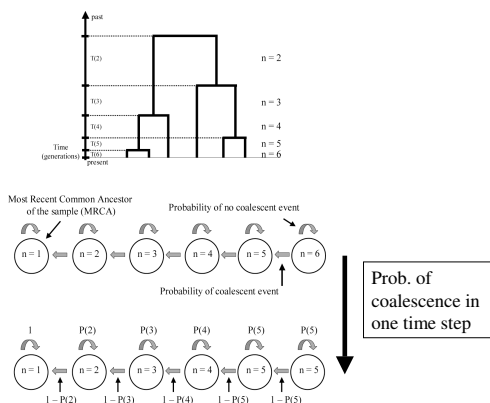 past
T(2)
n = 2
T(3)
n = 3
T(4)
n = 4
T(5)
n = 5
Time
(generations)
T(6)
n = 6
present
Most Recent Common Ancestor
of the sample (MRCA)
Probability of no coalescent event
n = 1
n = 2
n = 3
n = 4
n = 5
n = 6
Probability of coalescent event
Prob. of
coalescence in
one time step
1
P(2)
P(3)
P(4)
P(5)
P(5)
n = 1
n = 2
n = 3
n = 4
n = 5
n = 5
1 – P(2)
1 – P(3)
1 – P(4)
1 – P(5)
1 – P(5)